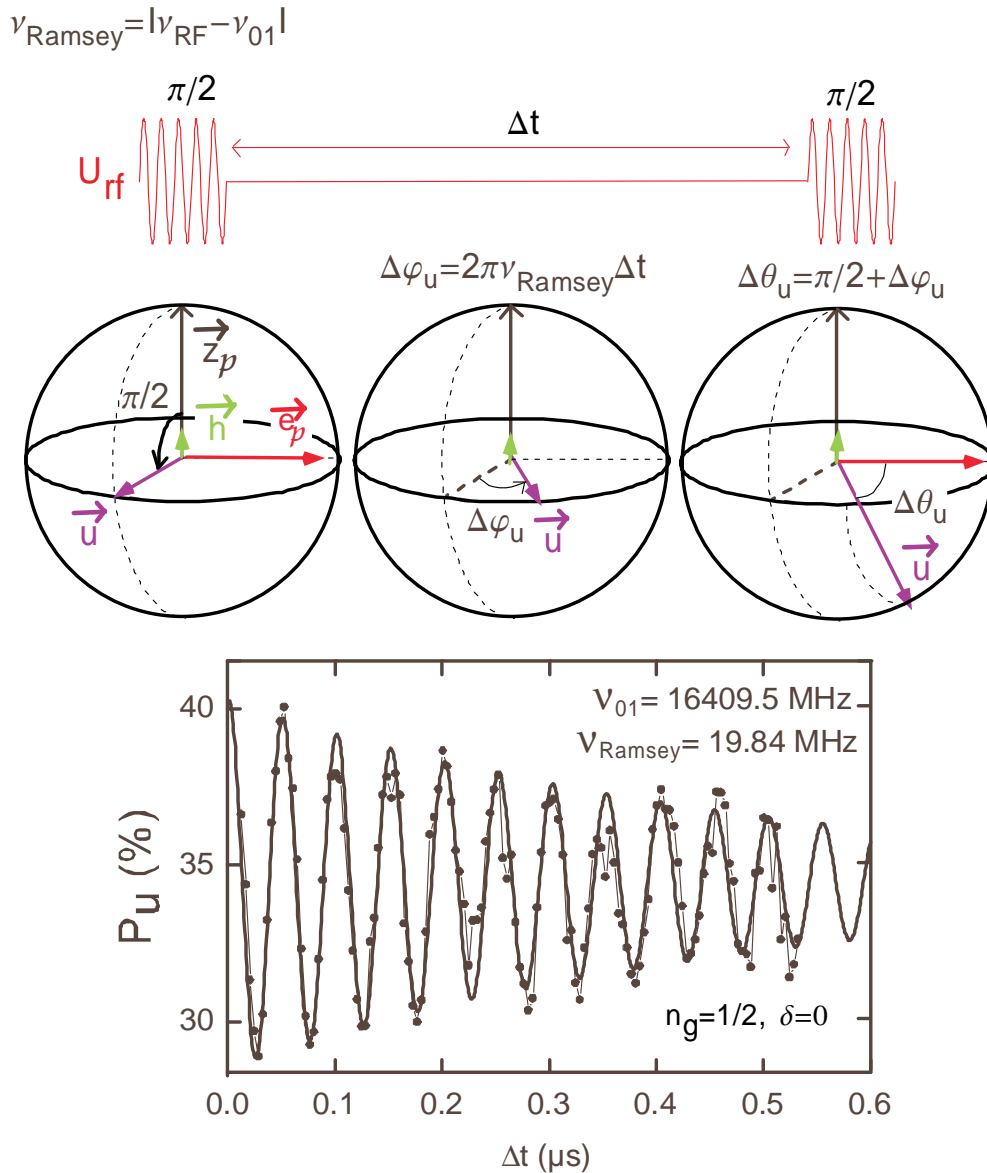 νRamsey=|νRF−ν01|
π/2
π/2
Δt
Urf
Δφu=2πνRamseyΔt
Δθu=π/2+Δφu
zp
π/2
h
ep
u
Δφu
u
Δθu
u
ν01= 16409.5 MHz
νRamsey= 19.84 MHz
40
35
30
Pu (%)
ng=1/2, δ=0
0.0 0.1 0.2 0.3 0.4 0.5 0.6
Δt (μs)